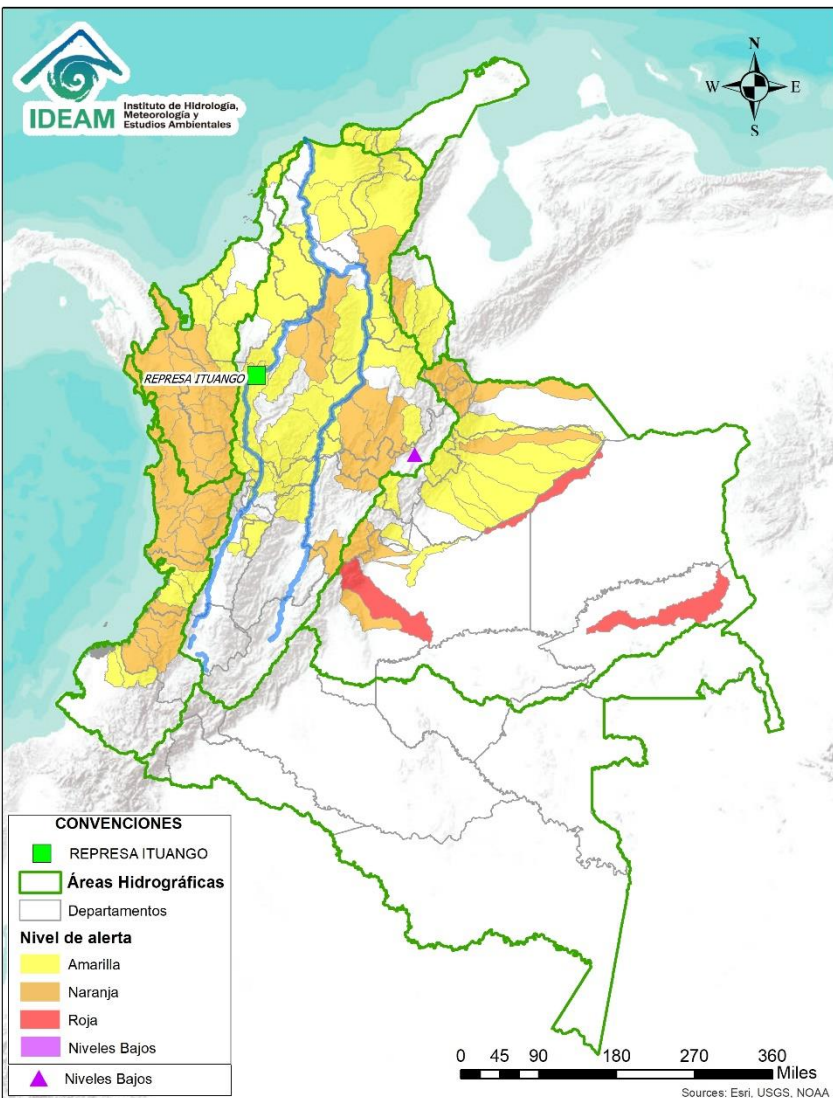 IDEAM
Instituto de Hidrología,
Meteorología y
Estudios Ambientales
N
W
E
S
REPRESA ITUANGO
CONVENCIONES
REPRESA ITUANGO
Áreas Hidrográficas
Departamentos
Nivel de alerta
Amarilla
Naranja
Roja
Niveles Bajos
Niveles Bajos
0 45 90 180 270 360
Miles
Sources: Esri, USGS, NOAA